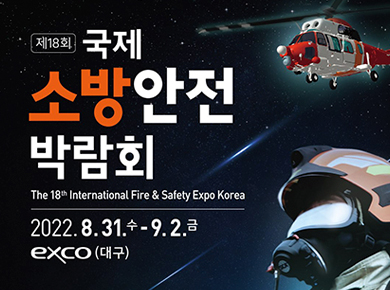 제18회 국제
소방안전
박람회
The 18th International Fire & Safety Expo Korea
2022. 8. 31.수 - 9. 2.금
exco (대구)